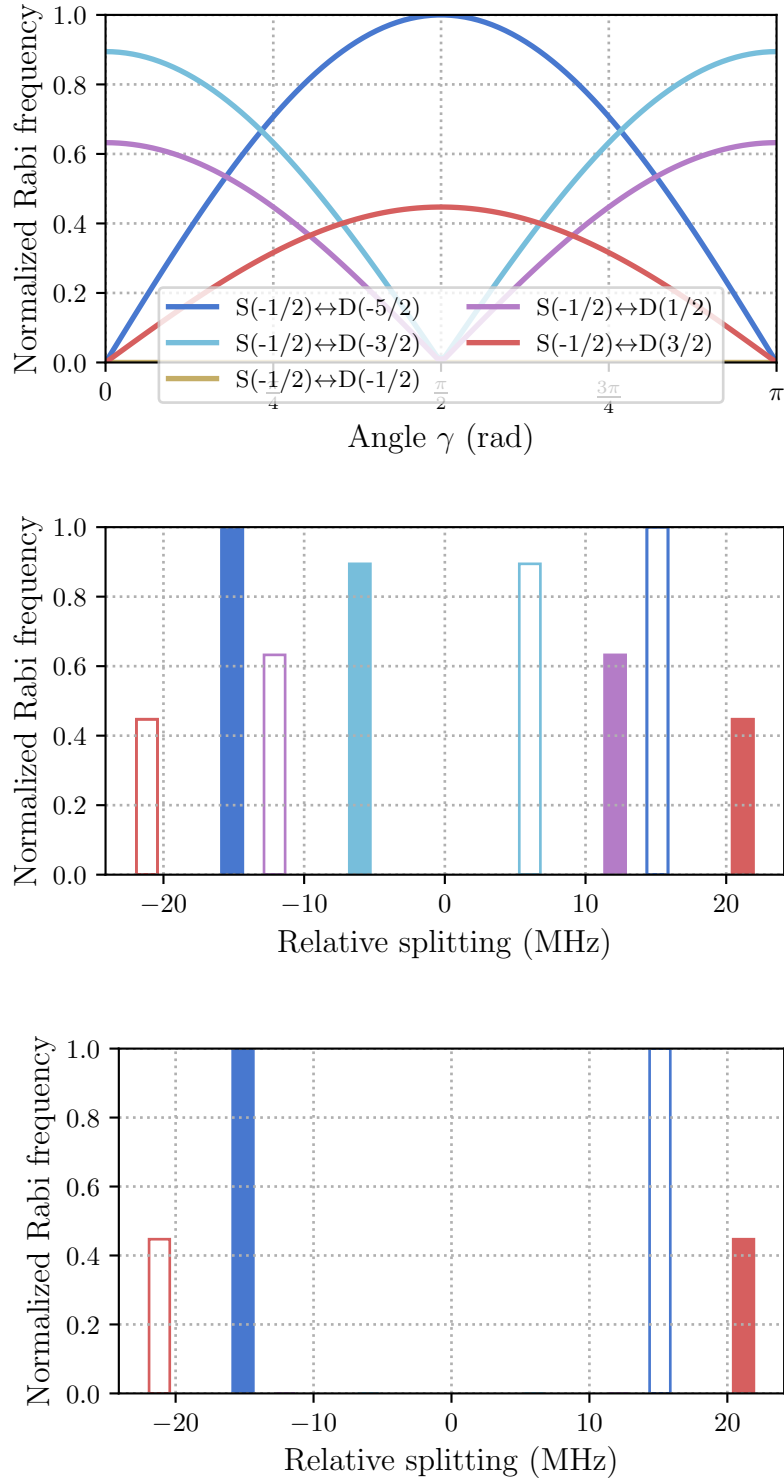 Normalized Rabi frequency
1.0
0.8
0.6
0.4
0.2
0.0
S(-1/2)↔D(-5/2) S(-1/2)↔D(1/2)
S(-1/2)↔D(-3/2) S(-1/2)↔D(3/2)
S(-1/2)↔D(-1/2)
0 π/4 π/2 3π/4 π
Angle γ (rad)
Normalized Rabi frequency
1.0
0.8
0.6
0.4
0.2
0.0
−20 −10 0 10 20
Relative splitting (MHz)
Normalized Rabi frequency
1.0
0.8
0.6
0.4
0.2
0.0
−20 −10 0 10 20
Relative splitting (MHz)